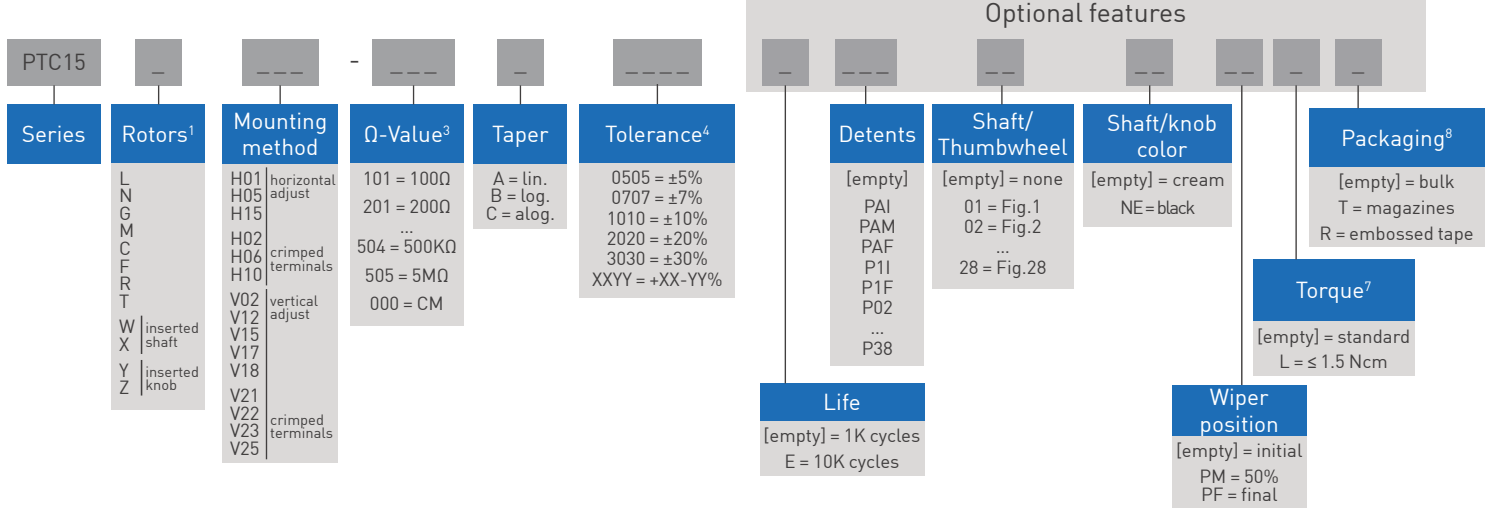 Optional features
PTC15 _ _ _ _ - _ _ _ _ _ _ _ _ _ _ _ _ _ _ _ _ _ _ _ _
Series
Rotors¹
L
N
G
M
C
F
R
T
W
X
inserted
shaft
Y
Z
inserted
knob
Mounting
method
H01
H05
H15
horizontal
adjust
H02
H06
H10
crimped
terminals
V02
V12
V15
V17
V18
vertical
adjust
V21
V22
V23
V25
crimped
terminals
Ω-Value³
101 = 100Ω
201 = 200Ω
...
504 = 500KΩ
505 = 5MΩ
000 = CM
Taper
A = lin.
B = log.
C = alog.
Tolerance⁴
0505 = ±5%
0707 = ±7%
1010 = ±10%
2020 = ±20%
3030 = ±30%
XXYY = +XX-YY%
Life
[empty] = 1K cycles
E = 10K cycles
Detents
[empty]
PAI
PAM
PAF
P1I
P1F
P02
...
P38
Shaft/
Thumbwheel
[empty] = none
01 = Fig.1
02 = Fig.2
...
28 = Fig.28
Shaft/knob
color
[empty] = cream
NE = black
Wiper
position
[empty] = initial
PM = 50%
PF = final
Torque⁷
[empty] = standard
L = ≤ 1.5 Ncm
Packaging⁸
[empty] = bulk
T = magazines
R = embossed tape